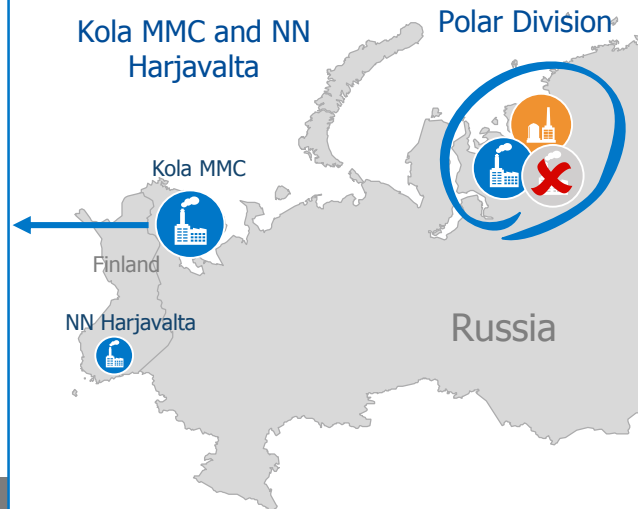 Kola MMC and NN
Harjavalta
Polar Division
Kola MMC
Finland
NN Harjavalta
Russia